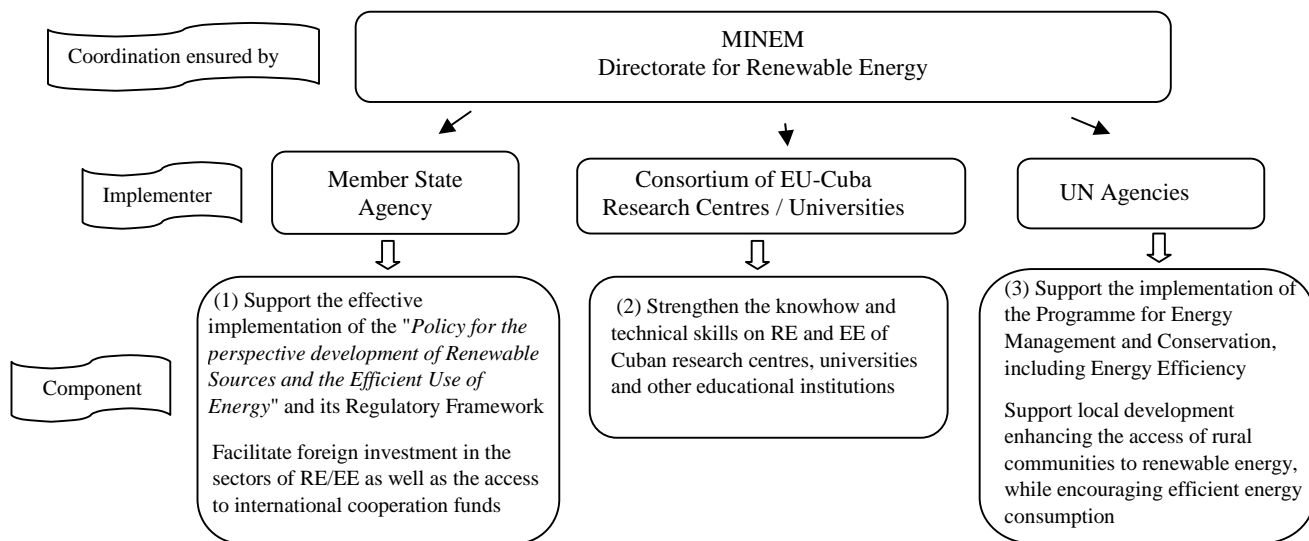 Coordination ensured by
MINEM
Directorate for Renewable Energy
Implementer
Member State
Agency
Consortium of EU-Cuba
Research Centres / Universities
UN Agencies
Component
(1) Support the effective
implementation of the "Policy for the
perspective development of Renewable
Sources and the Efficient Use of
Energy" and its Regulatory Framework
Facilitate foreign investment in the
sectors of RE/EE as well as the access
to international cooperation funds
(2) Strengthen the knowhow and
technical skills on RE and EE of
Cuban research centres, universities
and other educational institutions
(3) Support the implementation of
the Programme for Energy
Management and Conservation,
including Energy Efficiency
Support local development
enhancing the access of rural
communities to renewable energy,
while encouraging efficient energy
consumption